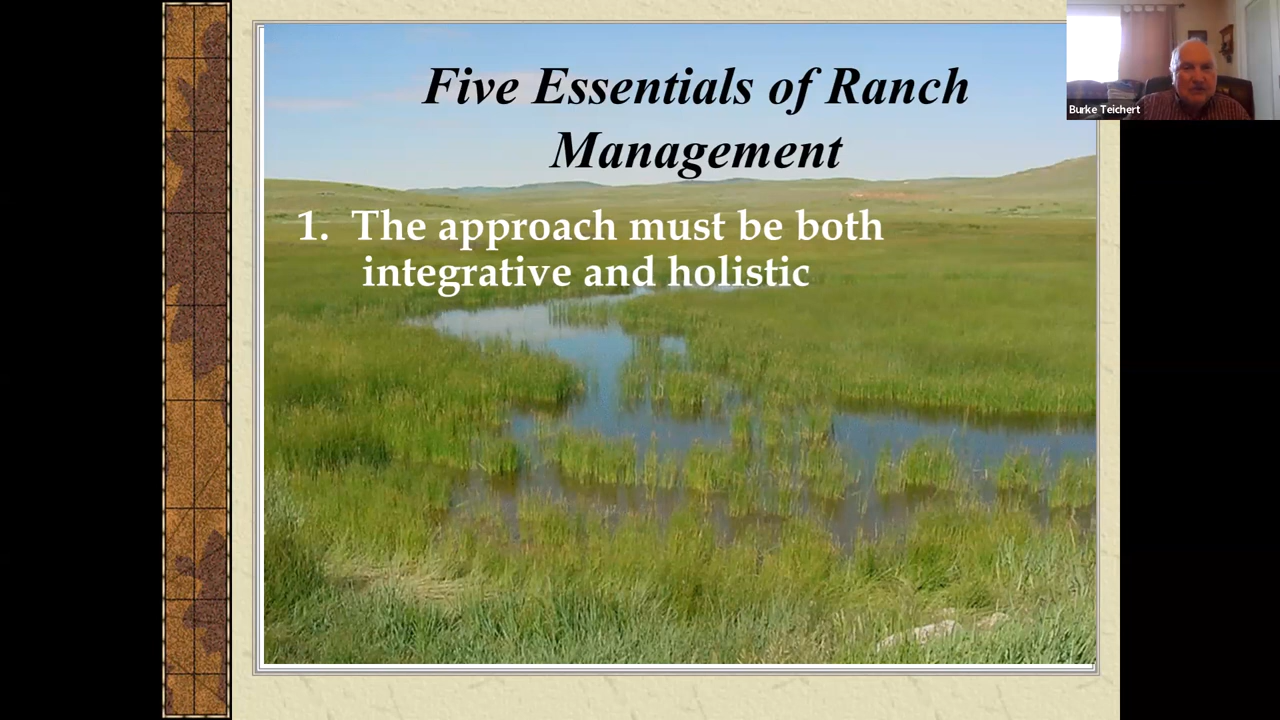 Five Essentials of Ranch
Management
Burke Teichert
1. The approach must be both
integrative and holistic